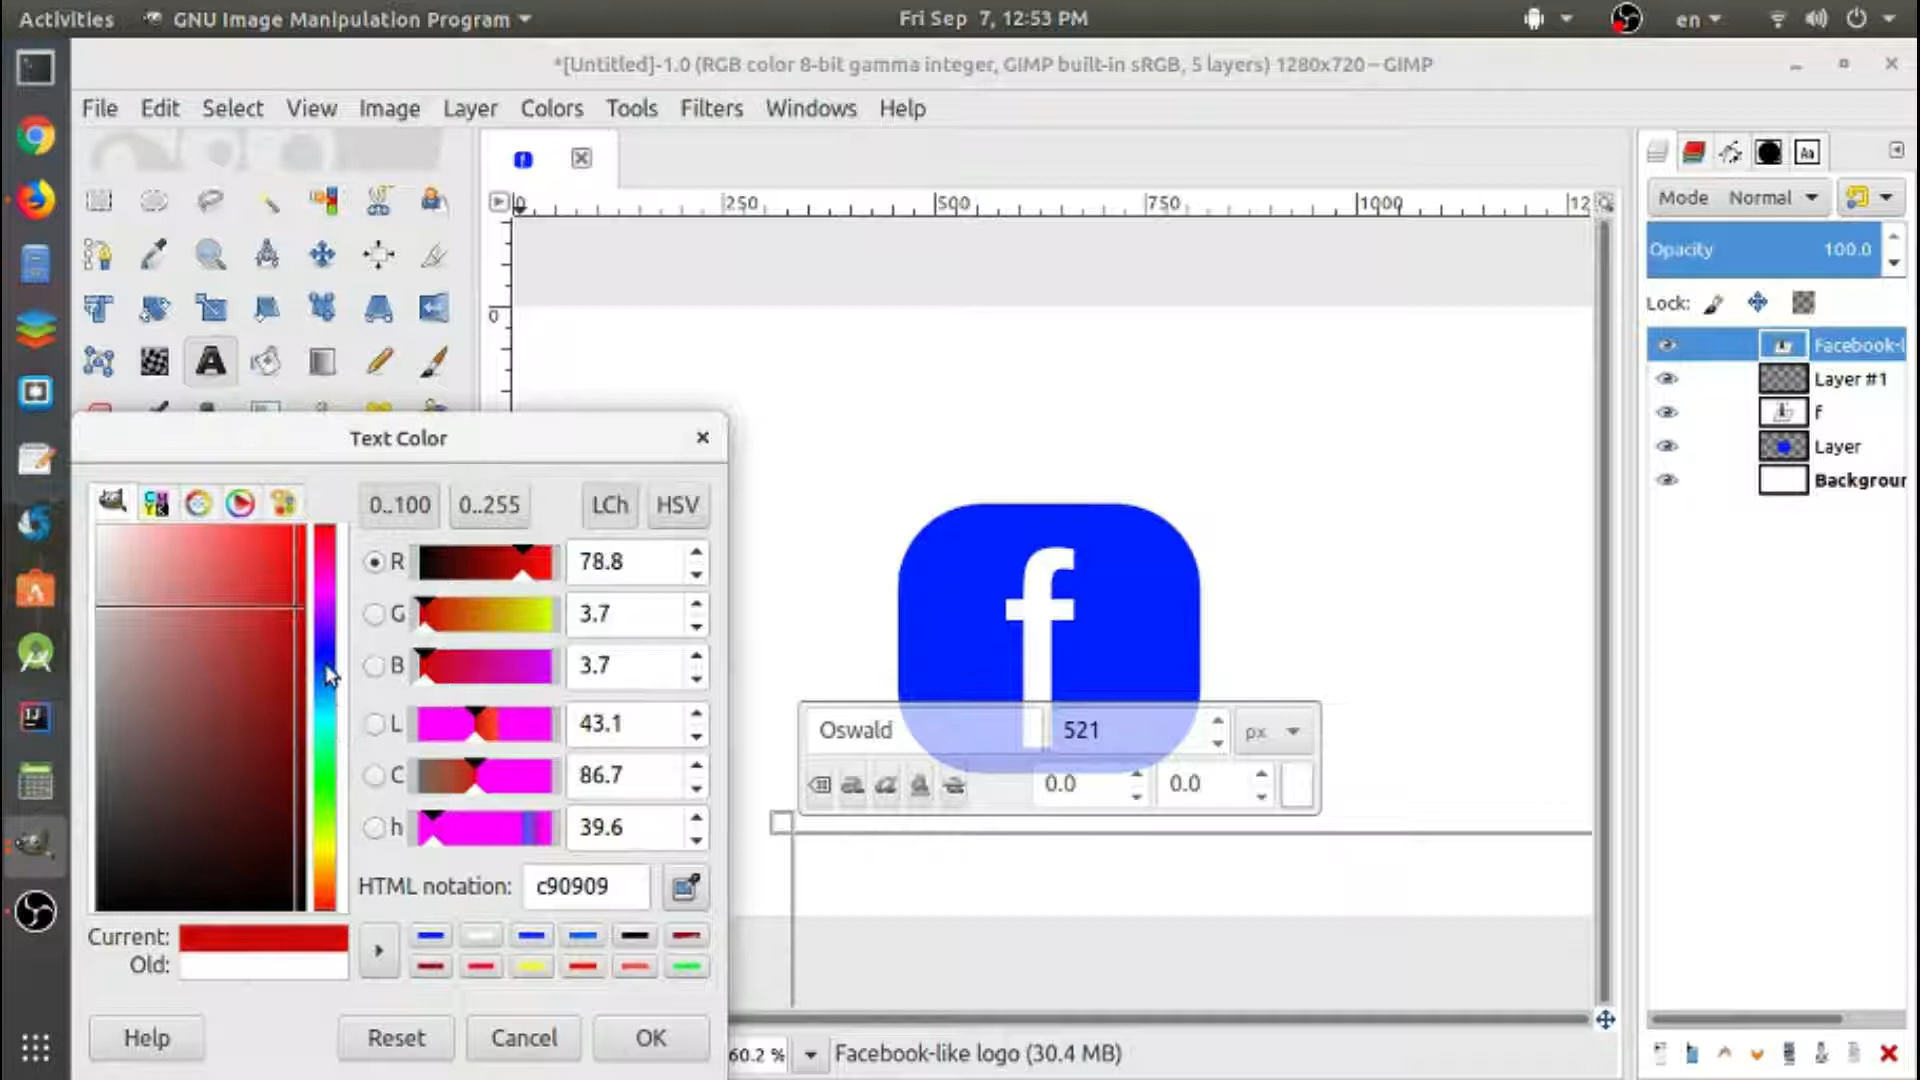 Activities GNU Image Manipulation Program Fri Sep 7, 12:53 PM en
*[Untitled]-1.0 (RGB color 8-bit gamma integer, GIMP built-in sRGB, 5 layers) 1280x720 – GIMP
File Edit Select View Image Layer Colors Tools Filters Windows Help
0 250 500 750 1000 12
Mode Normal
Opacity 100.0
Lock:
0
Facebook-l
Layer #1
f
Layer
Backgrour
Text Color
0..100 0..255 LCh HSV
R 78.8
G 3.7
B 3.7
L 43.1
C 86.7
h 39.6
HTML notation: c90909
Current:
Old:
Help Reset Cancel OK
f
Oswald 521 px
0.0 0.0
60.2 % Facebook-like logo (30.4 MB)